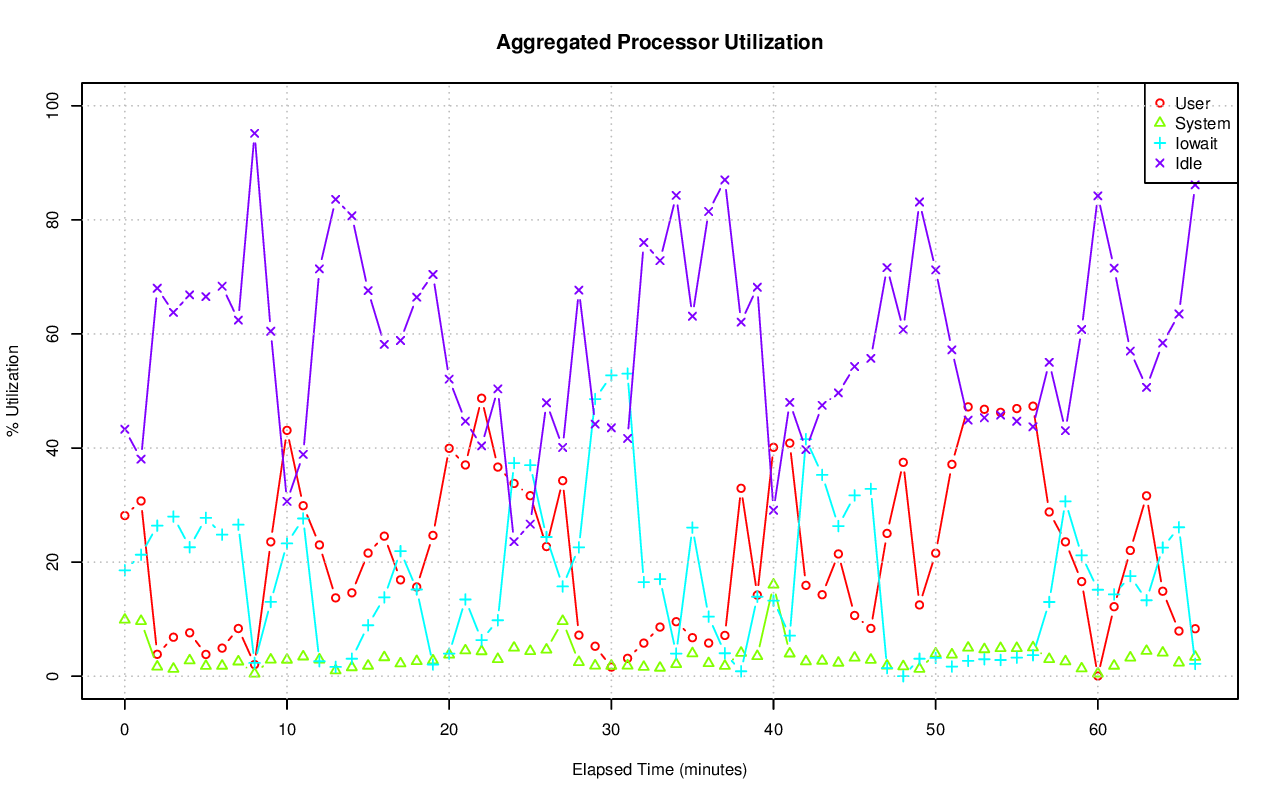 Aggregated Processor Utilization
% Utilization
100
80
60
40
20
0
User
System
Iowait
Idle
0 10 20 30 40 50 60
Elapsed Time (minutes)